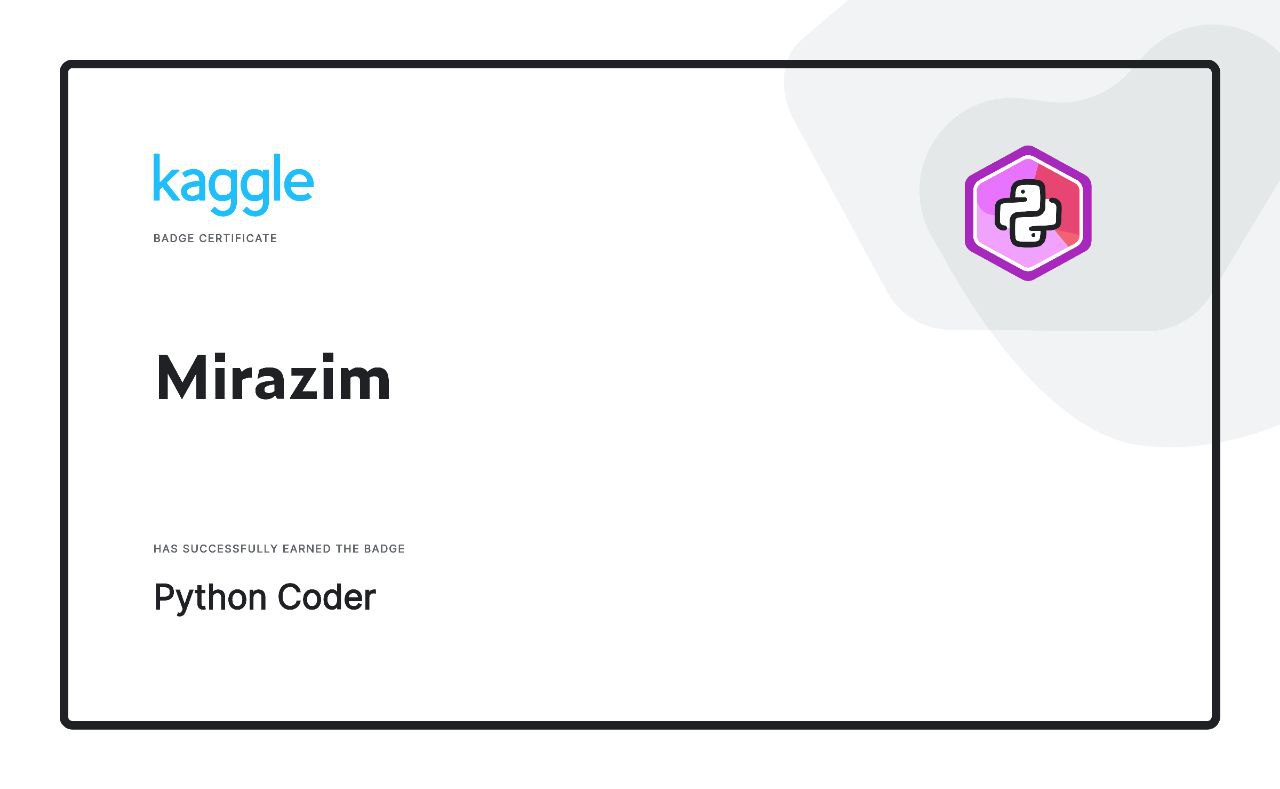 kaggle
BADGE CERTIFICATE
Mirazim
HAS SUCCESSFULLY EARNED THE BADGE
Python Coder